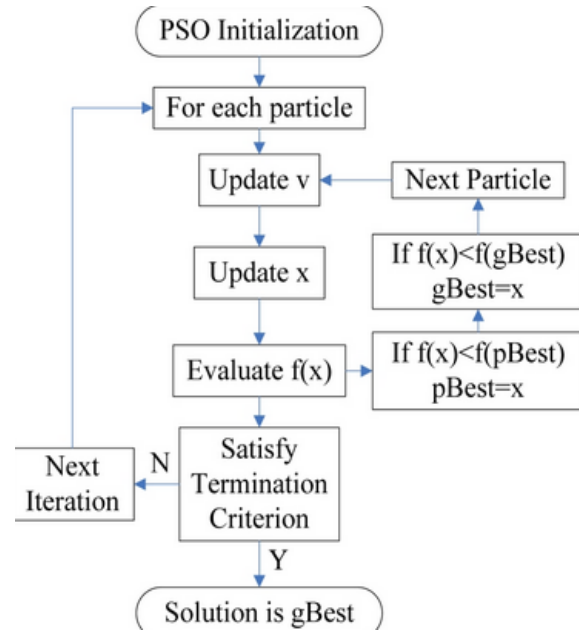 PSO Initialization
For each particle
Update v
Next Particle
Update x
If f(x)<f(gBest)
gBest=x
Evaluate f(x)
If f(x)<f(pBest)
pBest=x
Satisfy
Termination
Criterion
N
Next
Iteration
Y
Solution is gBest